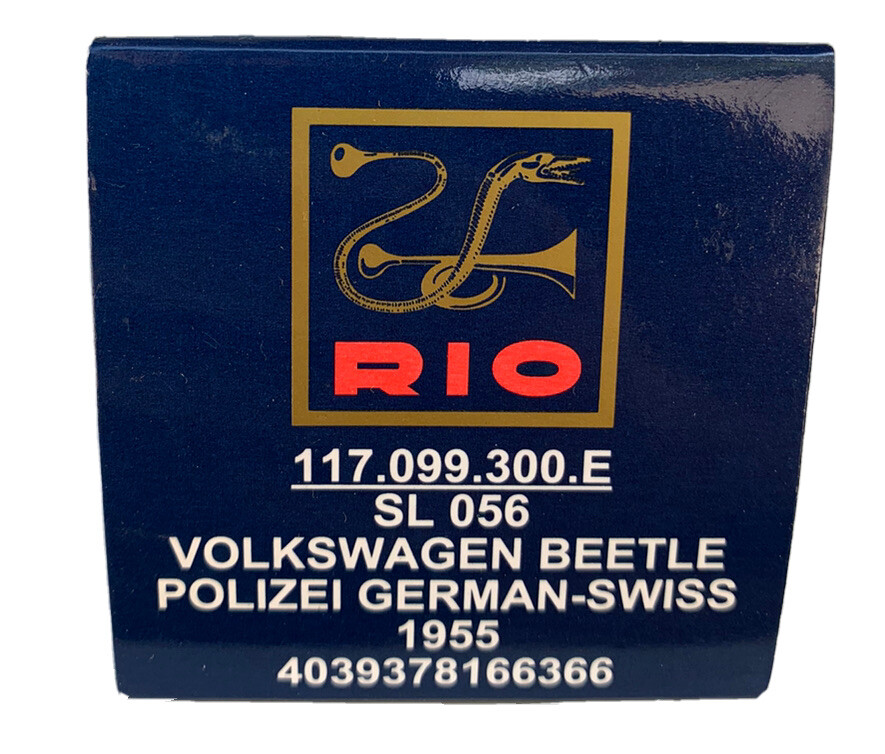 RIO
117.099.300.E
SL 056
VOLKSWAGEN BEETLE
POLIZEI GERMAN-SWISS
1955
4039378166366